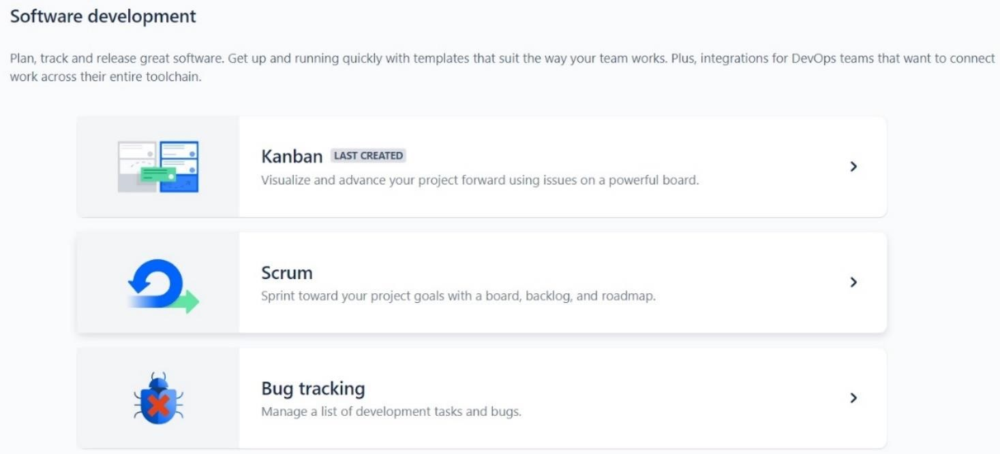 Software development
Plan, track and release great software. Get up and running quickly with templates that suit the way your team works. Plus, integrations for DevOps teams that want to connect
work across their entire toolchain.
Kanban LAST CREATED
Visualize and advance your project forward using issues on a powerful board.
Scrum
Sprint toward your project goals with a board, backlog, and roadmap.
Bug tracking
Manage a list of development tasks and bugs.